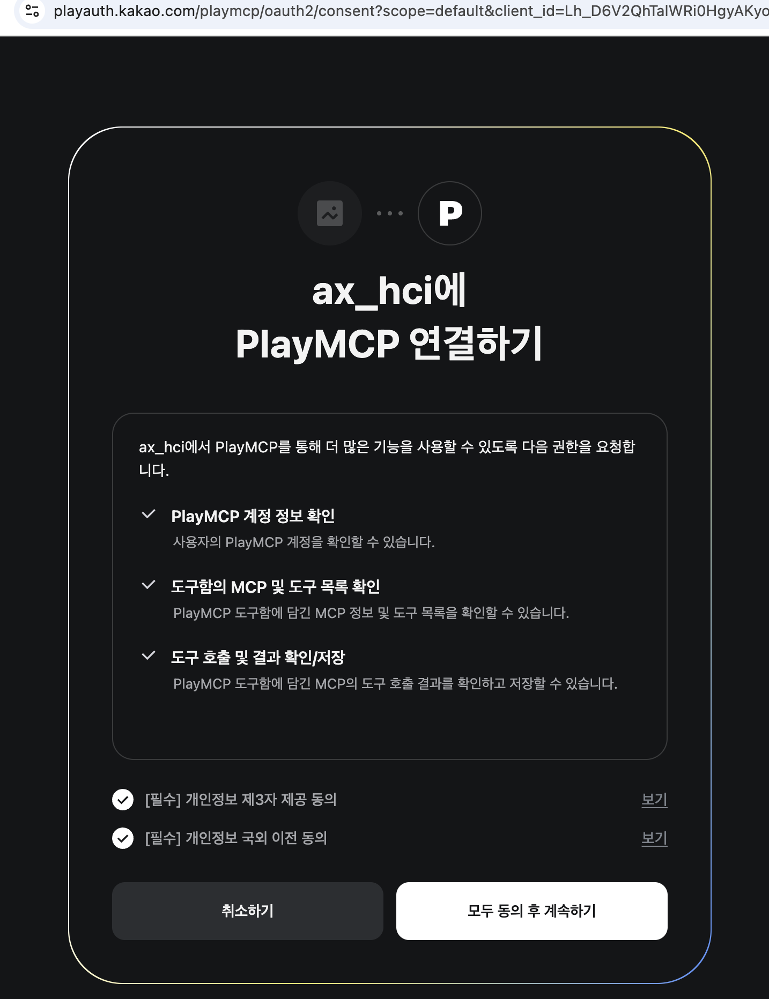 playauth.kakao.com/playmcp/oauth2/consent?scope=default&client_id=Lh_D6V2QhTalWRi0HgyAKyo
P
ax_hci에
PlayMCP 연결하기
ax_hci에서 PlayMCP를 통해 더 많은 기능을 사용할 수 있도록 다음 권한을 요청합
니다.
PlayMCP 계정 정보 확인
사용자의 PlayMCP 계정을 확인할 수 있습니다.
도구함의 MCP 및 도구 목록 확인
PlayMCP 도구함에 담긴 MCP 정보 및 도구 목록을 확인할 수 있습니다.
도구 호출 및 결과 확인/저장
PlayMCP 도구함에 담긴 MCP의 도구 호출 결과를 확인하고 저장할 수 있습니다.
[필수] 개인정보 제3자 제공 동의 보기
[필수] 개인정보 국외 이전 동의 보기
취소하기 모두 동의 후 계속하기